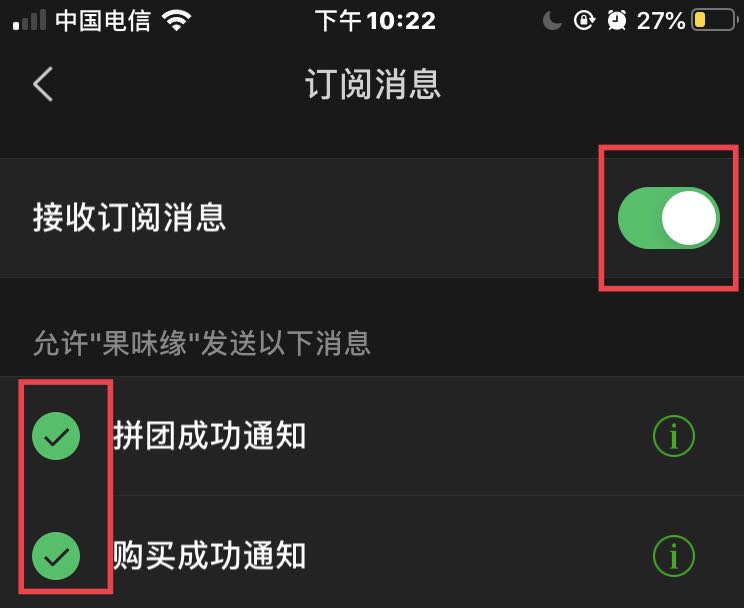 中国电信 下午10:22 27%
订阅消息
接收订阅消息
允许"果味缘"发送以下消息
拼团成功通知
购买成功通知